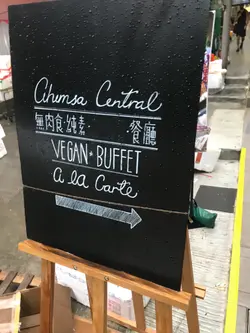 Ahimsa Central
無肉食·純素 餐廳
VEGAN·BUFFET
A la Carte